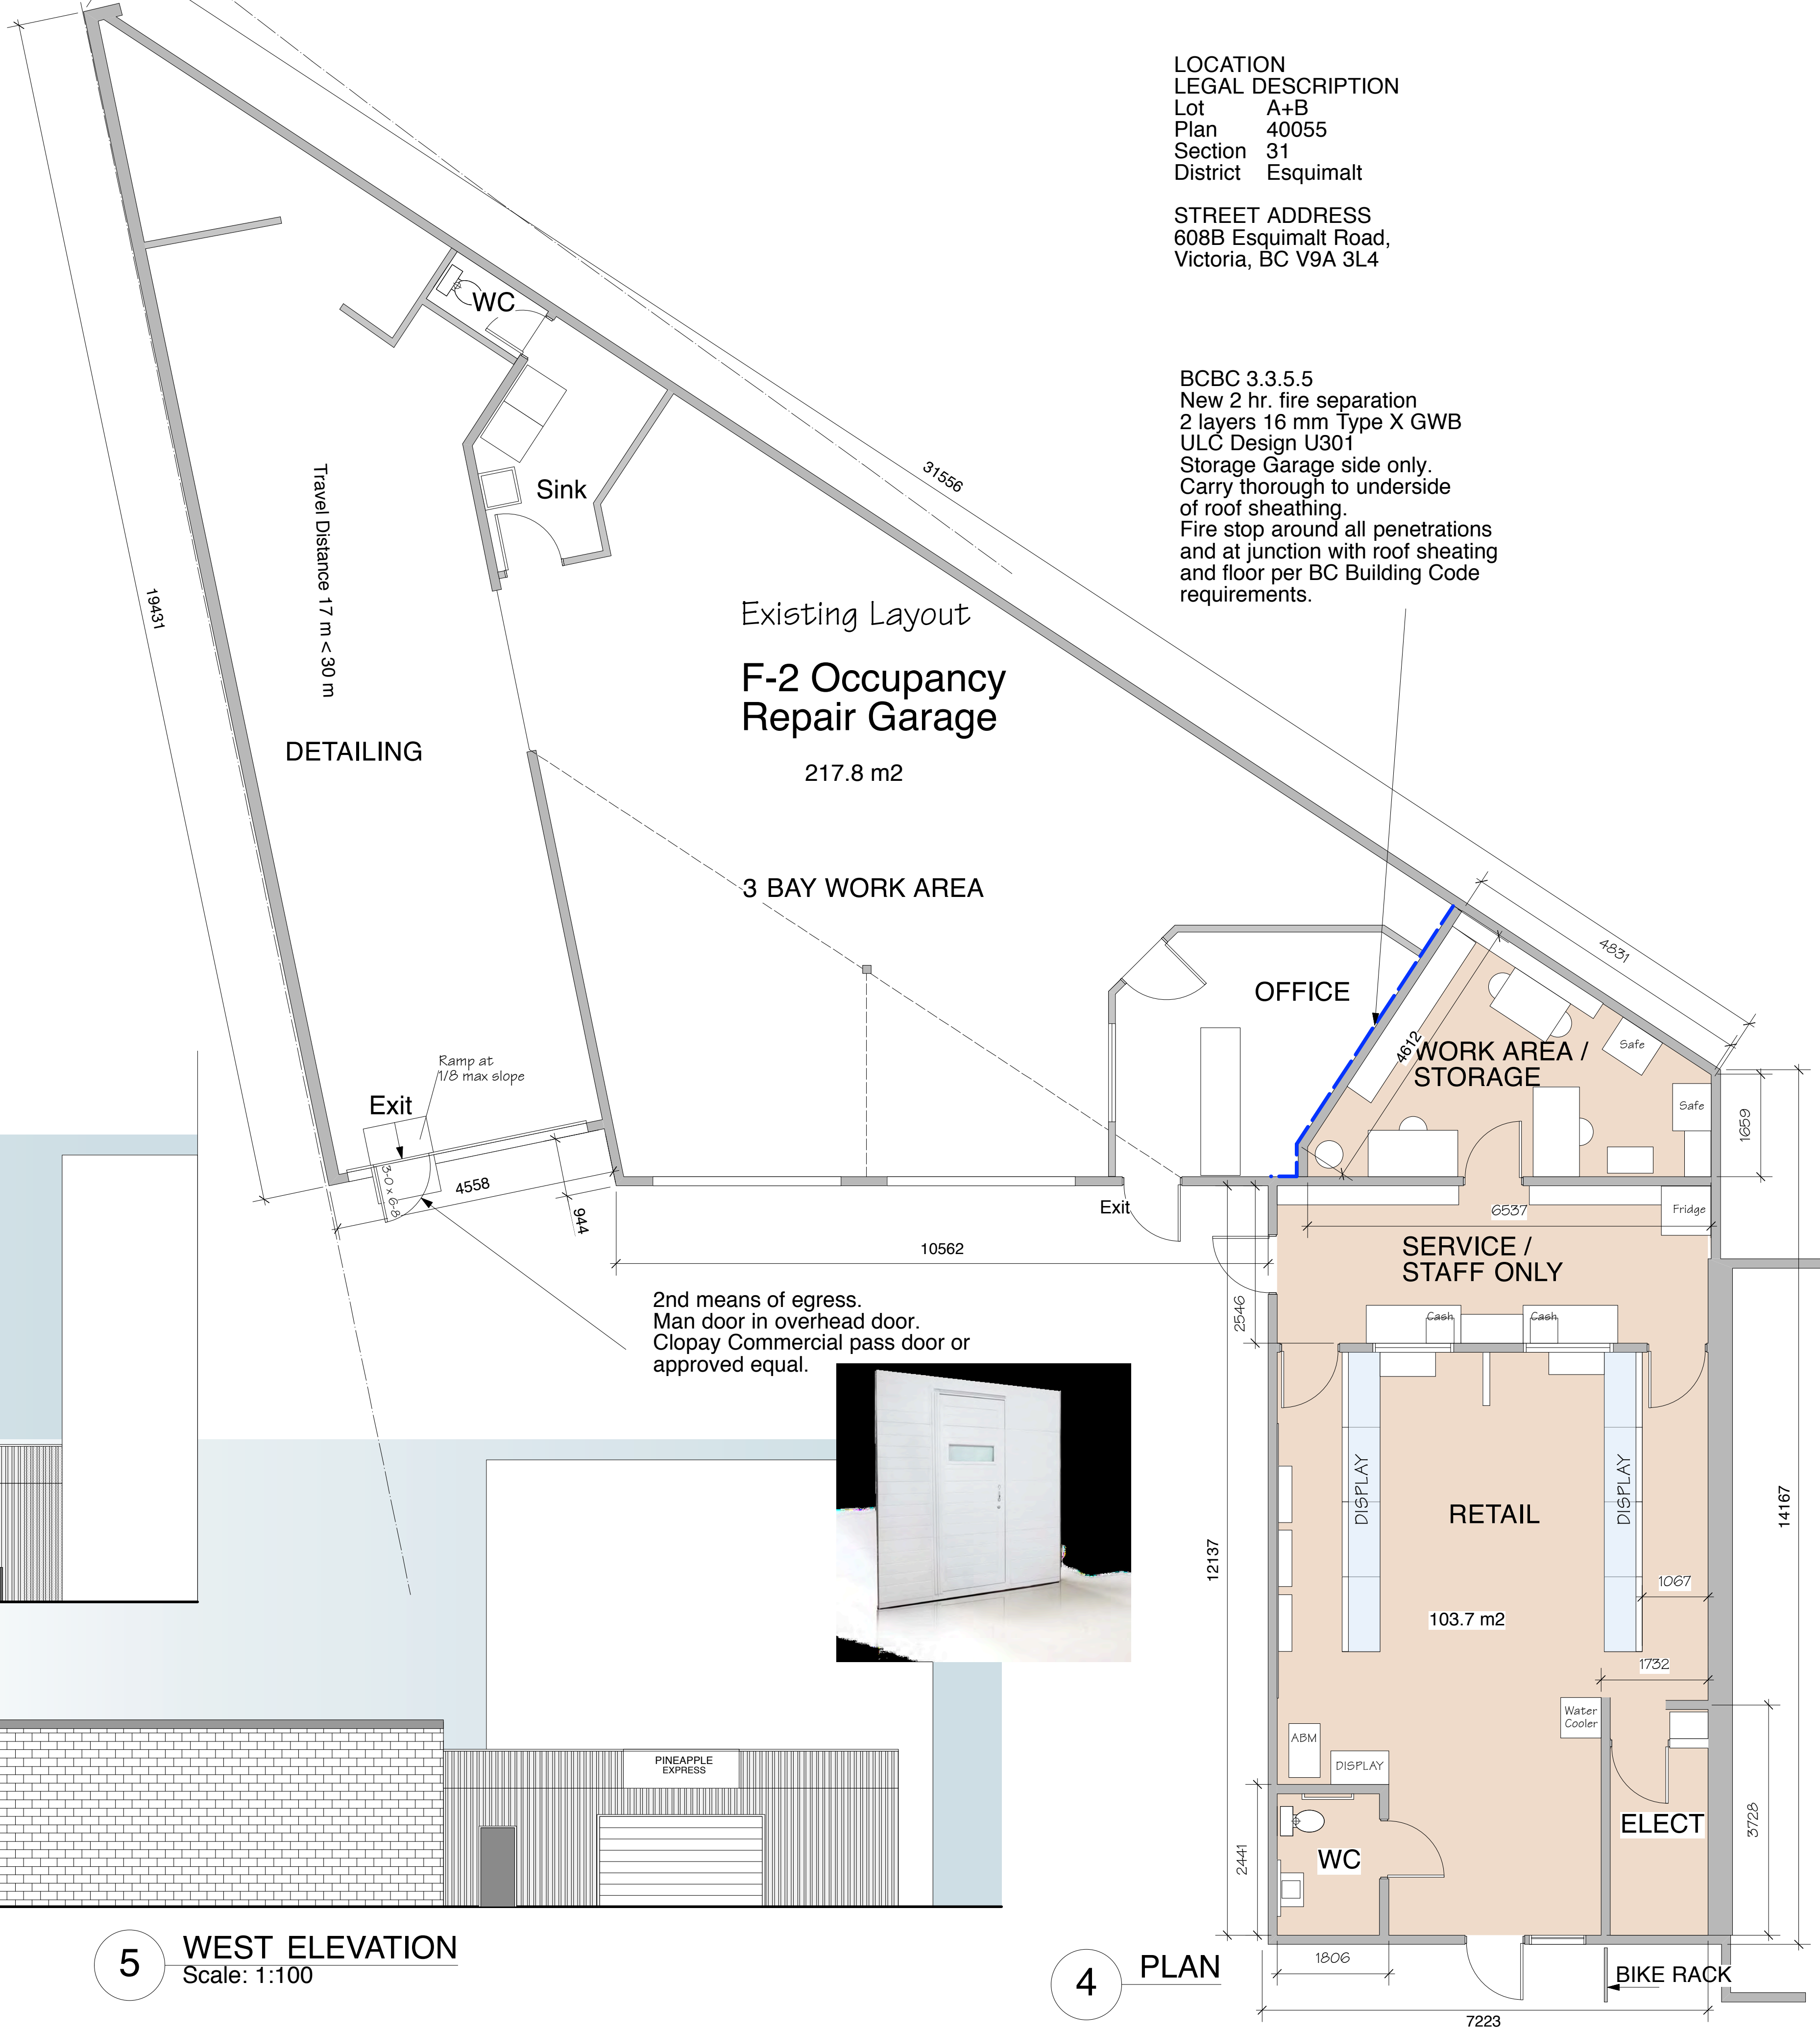 LOCATION
LEGAL DESCRIPTION
Lot A+B
Plan 40055
Section 31
District Esquimalt
STREET ADDRESS
608B Esquimalt Road,
Victoria, BC V9A 3L4
BCBC 3.3.5.5
New 2 hr. fire separation
2 layers 16 mm Type X GWB
ULC Design U301
Storage Garage side only.
Carry thorough to underside
of roof sheathing.
Fire stop around all penetrations
and at junction with roof sheating
and floor per BC Building Code
requirements.
WC
Sink
31556
19431
Travel Distance 17 m < 30 m
Existing Layout
F-2 Occupancy
Repair Garage
217.8 m2
DETAILING
3 BAY WORK AREA
OFFICE
4831
4612
WORK AREA /
STORAGE
Safe
Safe
1659
Ramp at
1/8 max slope
Exit
3-0 x 6-8
4558
944
Exit
10562
6537
Fridge
SERVICE /
STAFF ONLY
2546
Cash
Cash
2nd means of egress.
Man door in overhead door.
Clopay Commercial pass door or
approved equal.
DISPLAY
DISPLAY
RETAIL
14167
12137
1067
103.7 m2
1732
Water
Cooler
ABM
DISPLAY
PINEAPPLE
EXPRESS
ELECT
3728
2441
WC
5
WEST ELEVATION
Scale: 1:100
4
PLAN
1806
BIKE RACK
7223